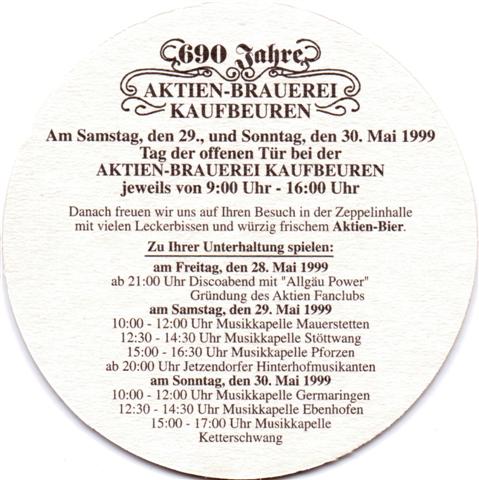 690 Jahre
AKTIEN-BRAUEREI
KAUFBEUREN
Am Samstag, den 29., und Sonntag, den 30. Mai 1999
Tag der offenen Tür bei der
AKTIEN-BRAUEREI KAUFBEUREN
jeweils von 9:00 Uhr - 16:00 Uhr
Danach freuen wir uns auf Ihren Besuch in der Zeppelinhalle
mit vielen Leckerbissen und würzig frischem Aktien-Bier.
Zu Ihrer Unterhaltung spielen:
am Freitag, den 28. Mai 1999
ab 21:00 Uhr Discoabend mit "Allgäu Power"
Gründung des Aktien Fanclubs
am Samstag, den 29. Mai 1999
10:00 - 12:00 Uhr Musikkapelle Mauerstetten
12:30 - 14:30 Uhr Musikkapelle Stöttwang
15:00 - 16:30 Uhr Musikkapelle Pforzen
ab 20:00 Uhr Jetzendorfer Hinterhofmusikanten
am Sonntag, den 30. Mai 1999
10:00 - 12:00 Uhr Musikkapelle Germaringen
12:30 - 14:30 Uhr Musikkapelle Ebenhofen
15:00 - 17:00 Uhr Musikkapelle
Ketterschwang